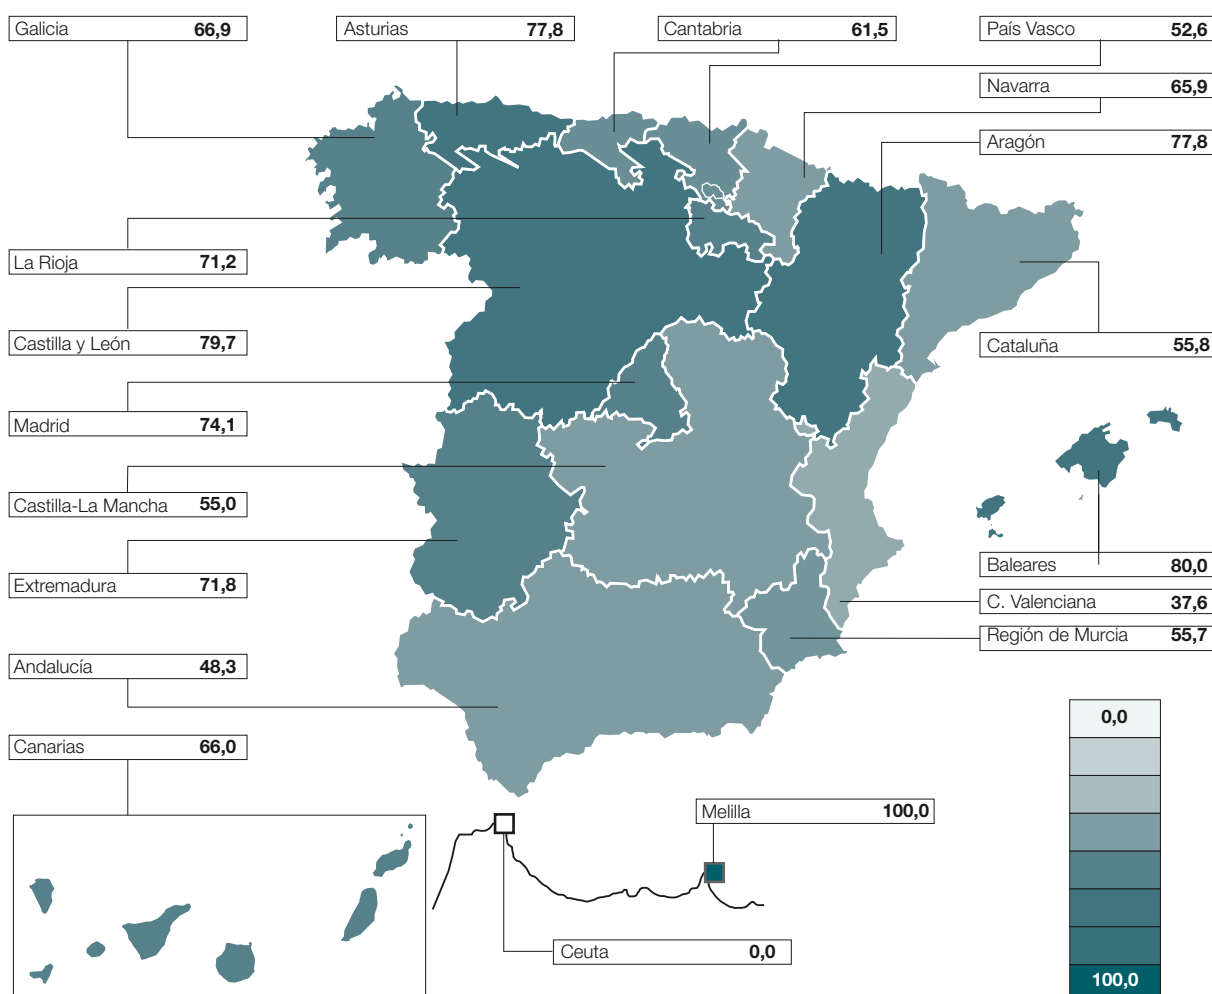 Galicia 66,9
Asturias 77,8
Cantabria 61,5
País Vasco 52,6
Navarra 65,9
Aragón 77,8
La Rioja 71,2
Castilla y León 79,7
Cataluña 55,8
Madrid 74,1
Castilla-La Mancha 55,0
Extremadura 71,8
Baleares 80,0
C. Valenciana 37,6
Región de Murcia 55,7
Andalucía 48,3
Canarias 66,0
0,0
Melilla 100,0
Ceuta 0,0
100,0